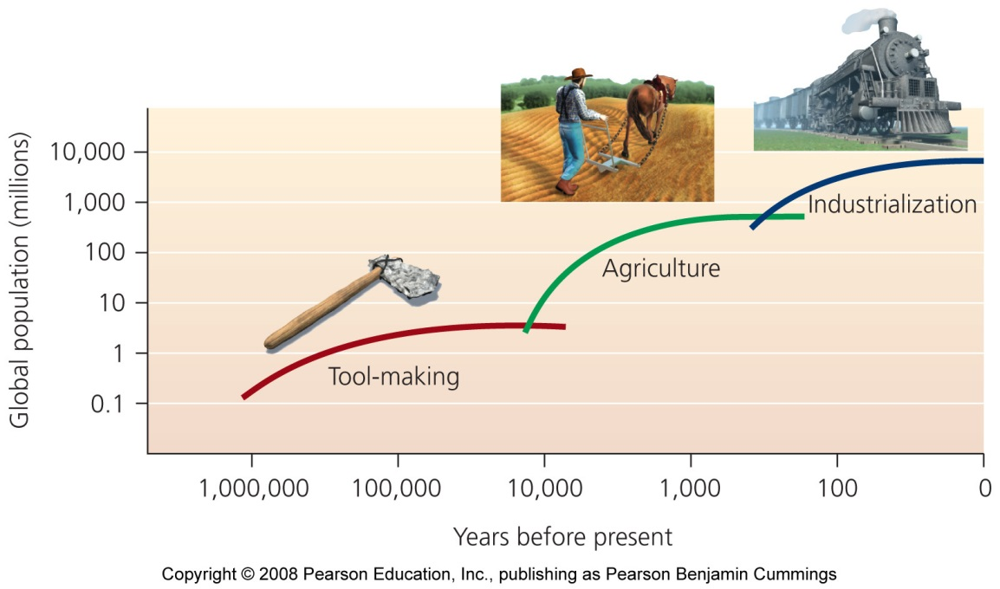 Global population (millions)
10,000
1,000
100
10
1
0.1
Tool-making
Agriculture
Industrialization
1,000,000 100,000 10,000 1,000 100 0
Years before present
Copyright © 2008 Pearson Education, Inc., publishing as Pearson Benjamin Cummings